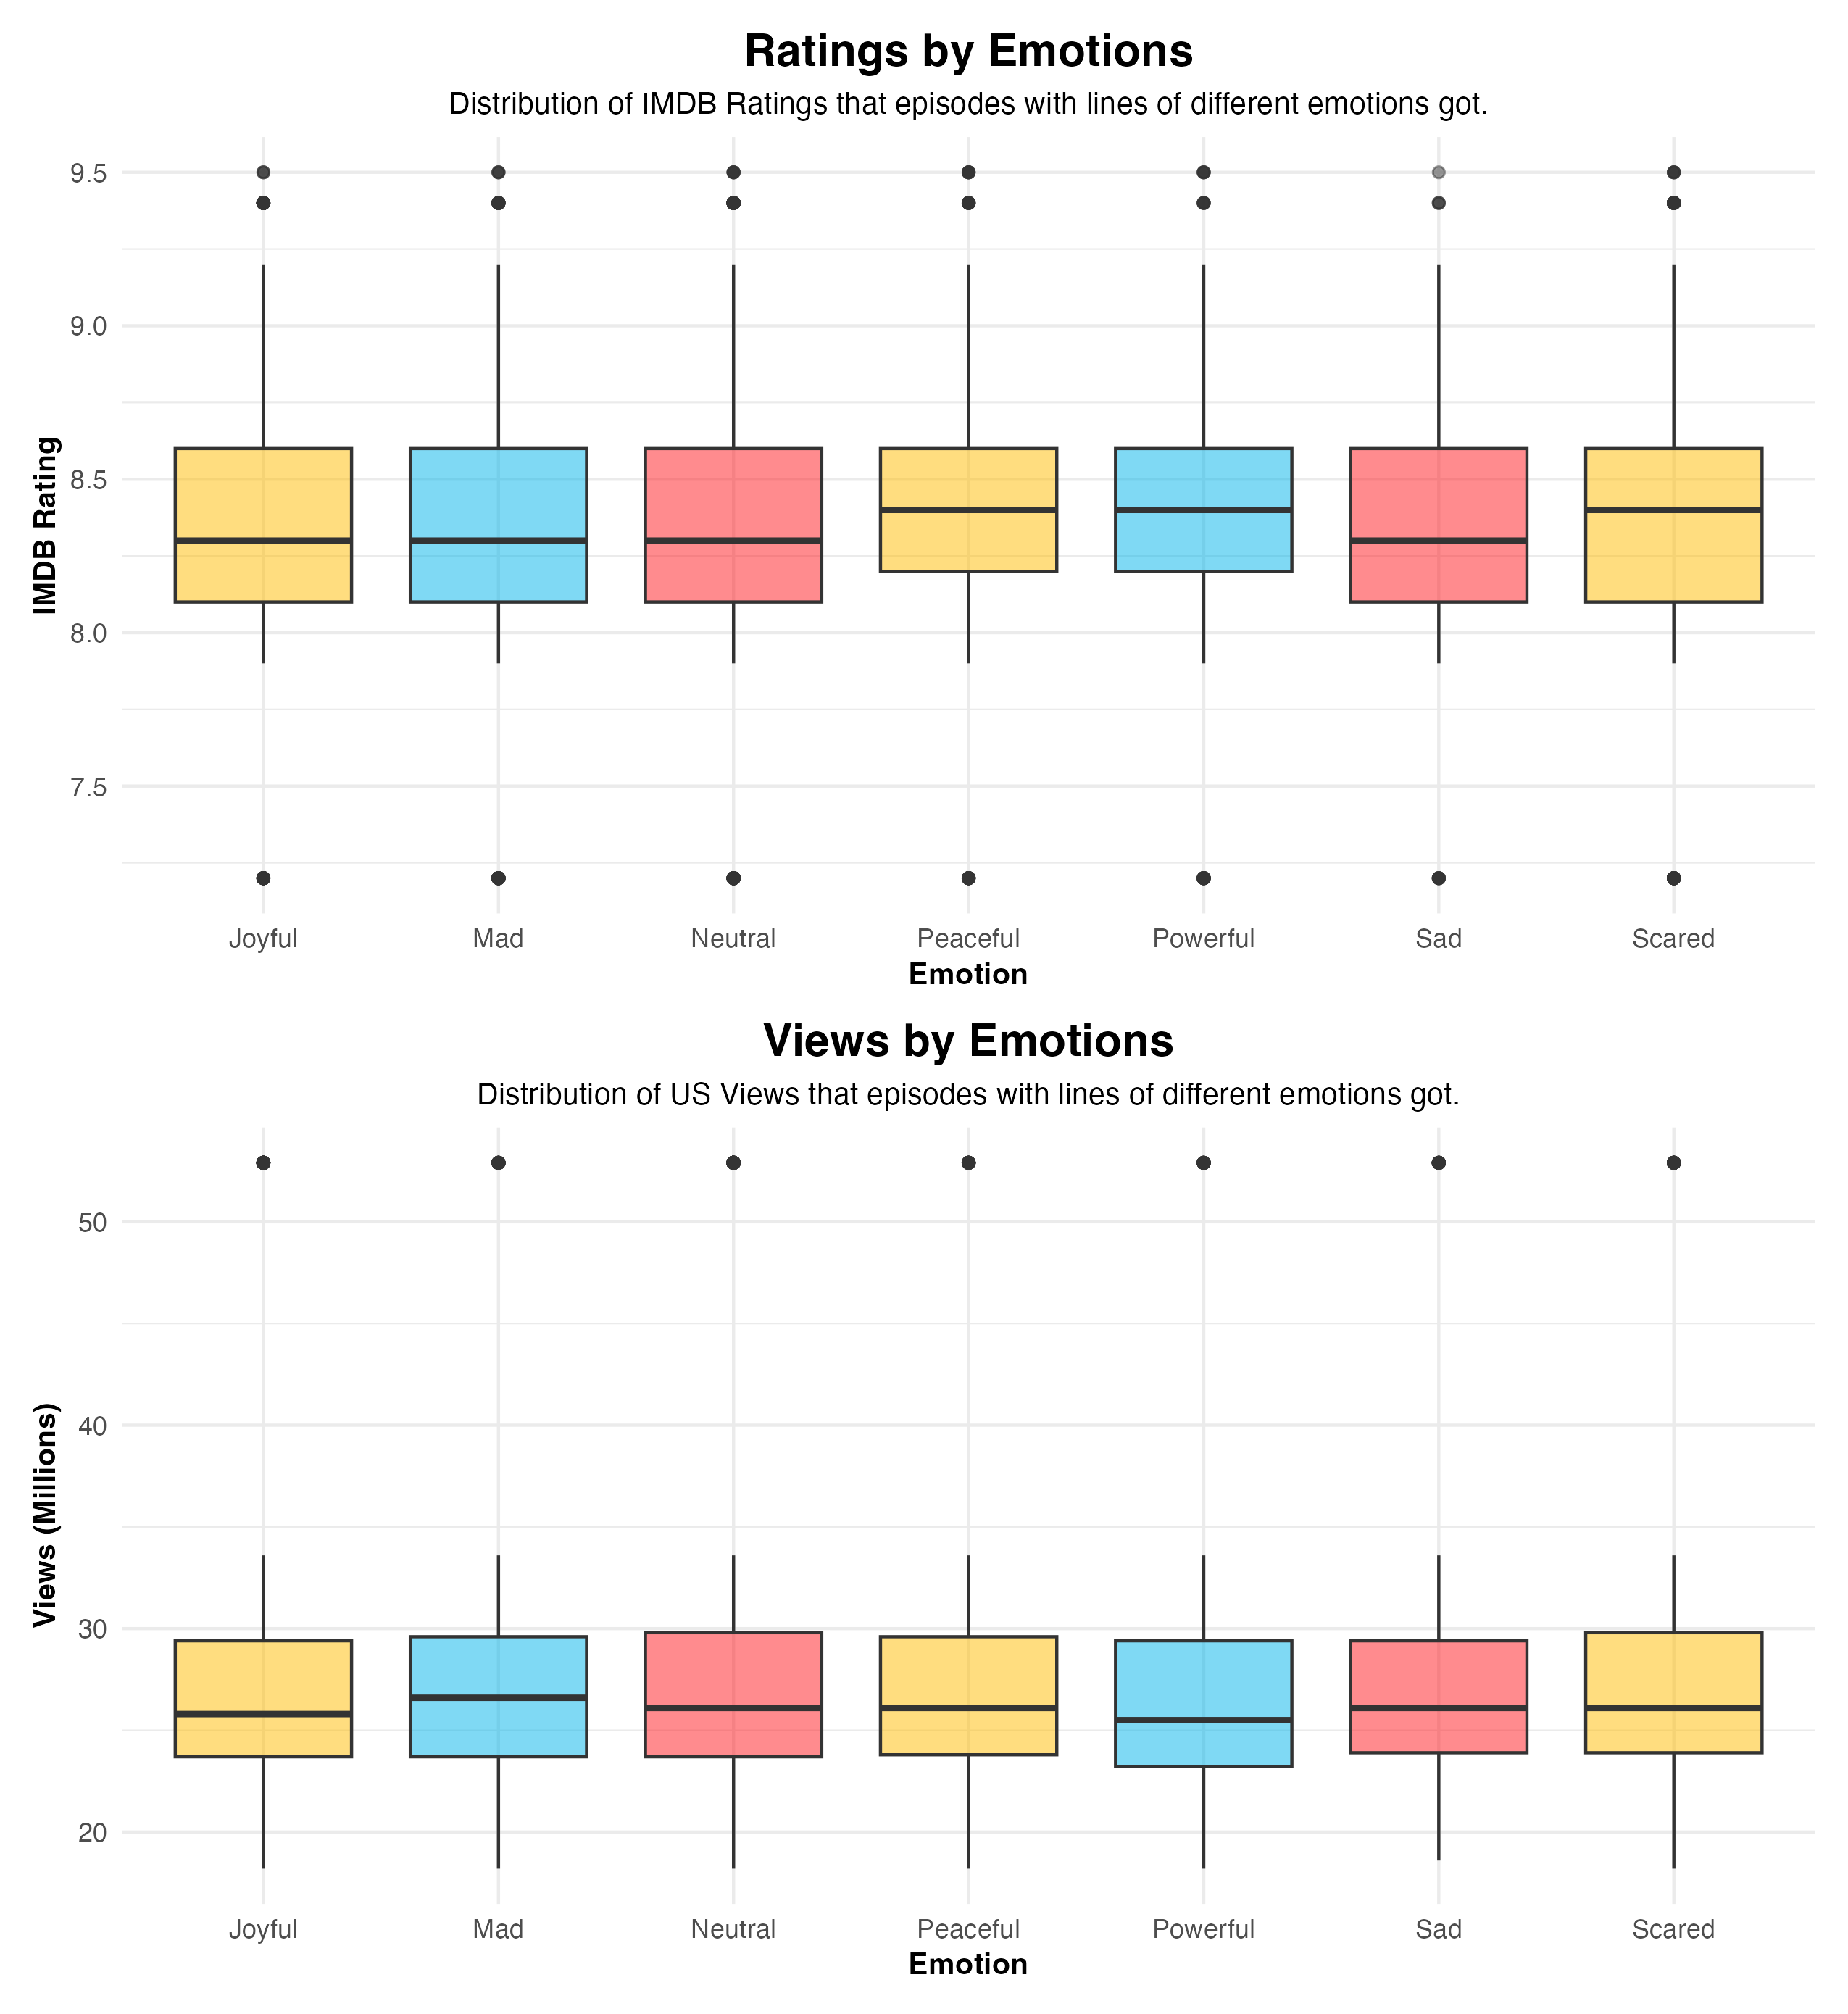 Ratings by Emotions
Distribution of IMDB Ratings that episodes with lines of different emotions got.
IMDB Rating
9.5
9.0
8.5
8.0
7.5
Joyful Mad Neutral Peaceful Powerful Sad Scared
Emotion
Views by Emotions
Distribution of US Views that episodes with lines of different emotions got.
Views (Millions)
50
40
30
20
Joyful Mad Neutral Peaceful Powerful Sad Scared
Emotion